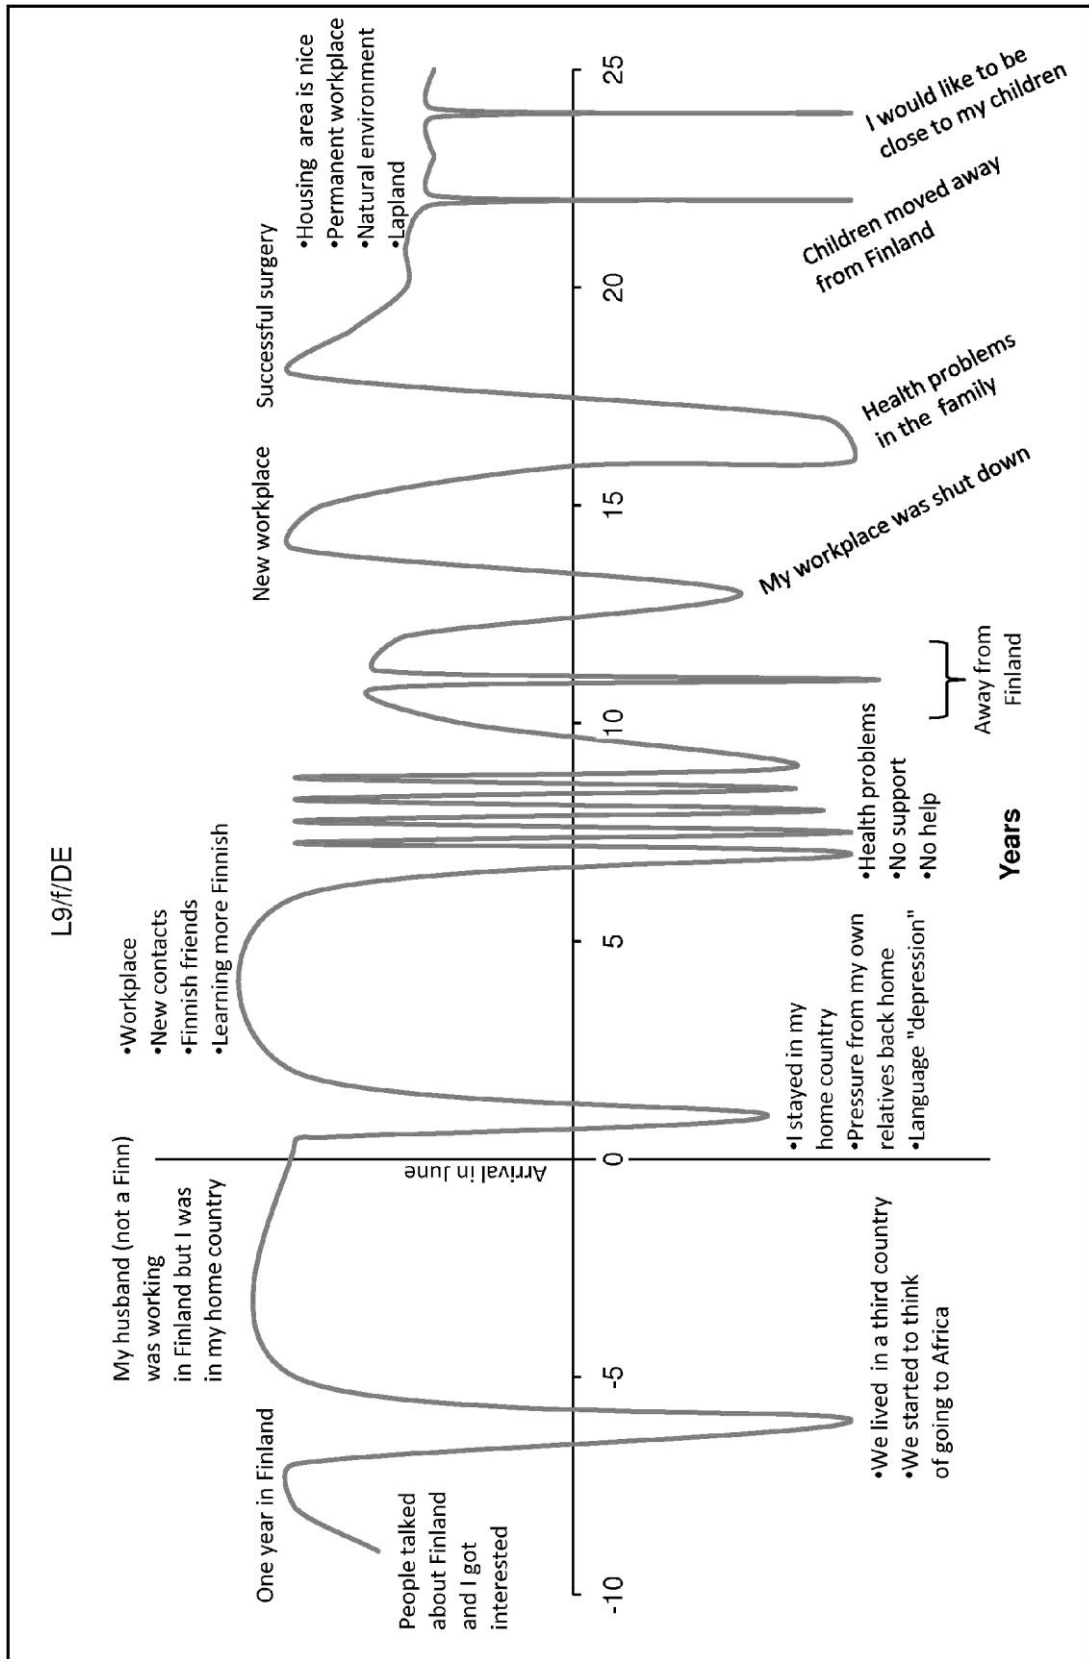 L9/f/DE
One year in Finland
People talked
about Finland
and I got
interested
•We lived in a third country
•We started to think
of going to Africa
My husband (not a Finn)
was working
in Finland but I was
in my home country
Arrival in June
•I stayed in my
home country
•Pressure from my own
relatives back home
•Language "depression"
•Workplace
•New contacts
•Finnish friends
•Learning more Finnish
•Health problems
•No support
•No help
Away from
Finland
My workplace was shut down
New workplace
Health problems
in the family
Successful surgery
•Housing area is nice
•Permanent workplace
•Natural environment
•Lapland
Children moved away
from Finland
I would like to be
close to my children
-10
-5
0
5
10
15
20
25
Years